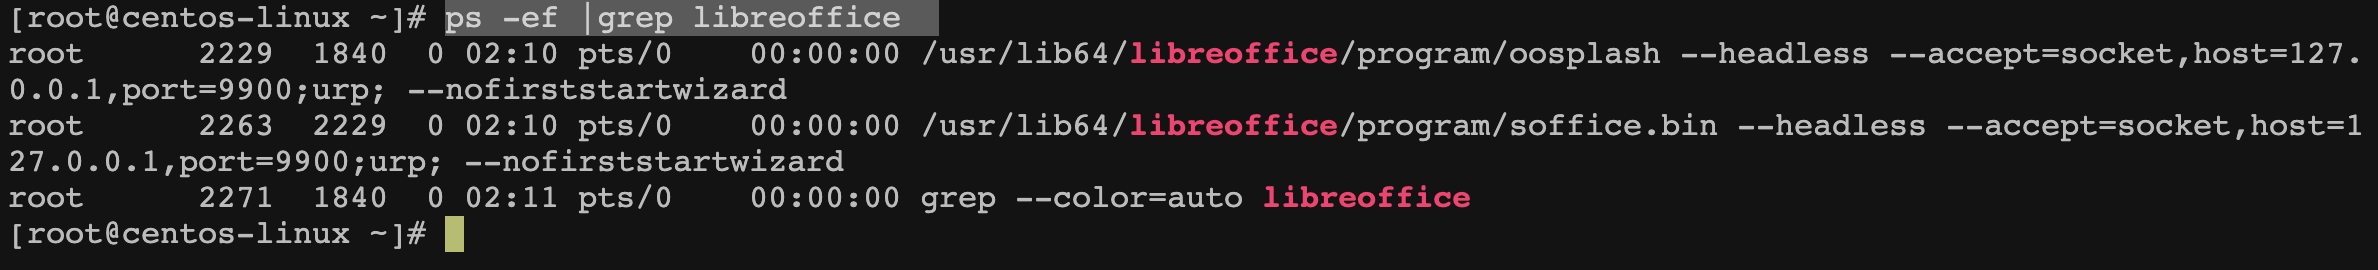 [root@centos-linux ~]# ps -ef |grep libreoffice
root      2229  1840  0 02:10 pts/0    00:00:00 /usr/lib64/libreoffice/program/oosplash --headless --accept=socket,host=127.
0.0.1,port=9900;urp; --nofirststartwizard
root      2263  2229  0 02:10 pts/0    00:00:00 /usr/lib64/libreoffice/program/soffice.bin --headless --accept=socket,host=1
27.0.0.1,port=9900;urp; --nofirststartwizard
root      2271  1840  0 02:11 pts/0    00:00:00 grep --color=auto libreoffice
[root@centos-linux ~]#